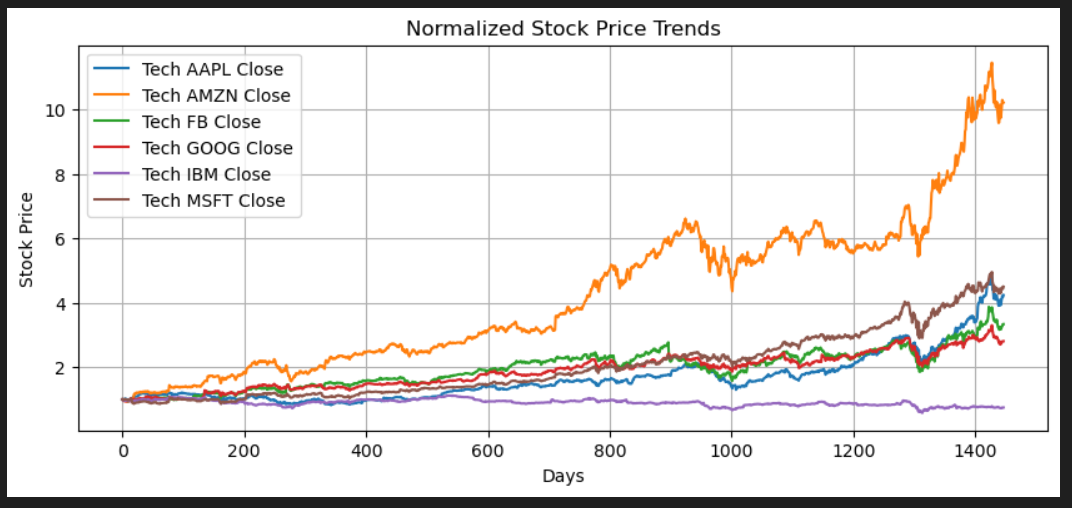 Normalized Stock Price Trends
Tech AAPL Close
Tech AMZN Close
Tech FB Close
Tech GOOG Close
Tech IBM Close
Tech MSFT Close
Stock Price
10
8
6
4
2
0 200 400 600 800 1000 1200 1400
Days